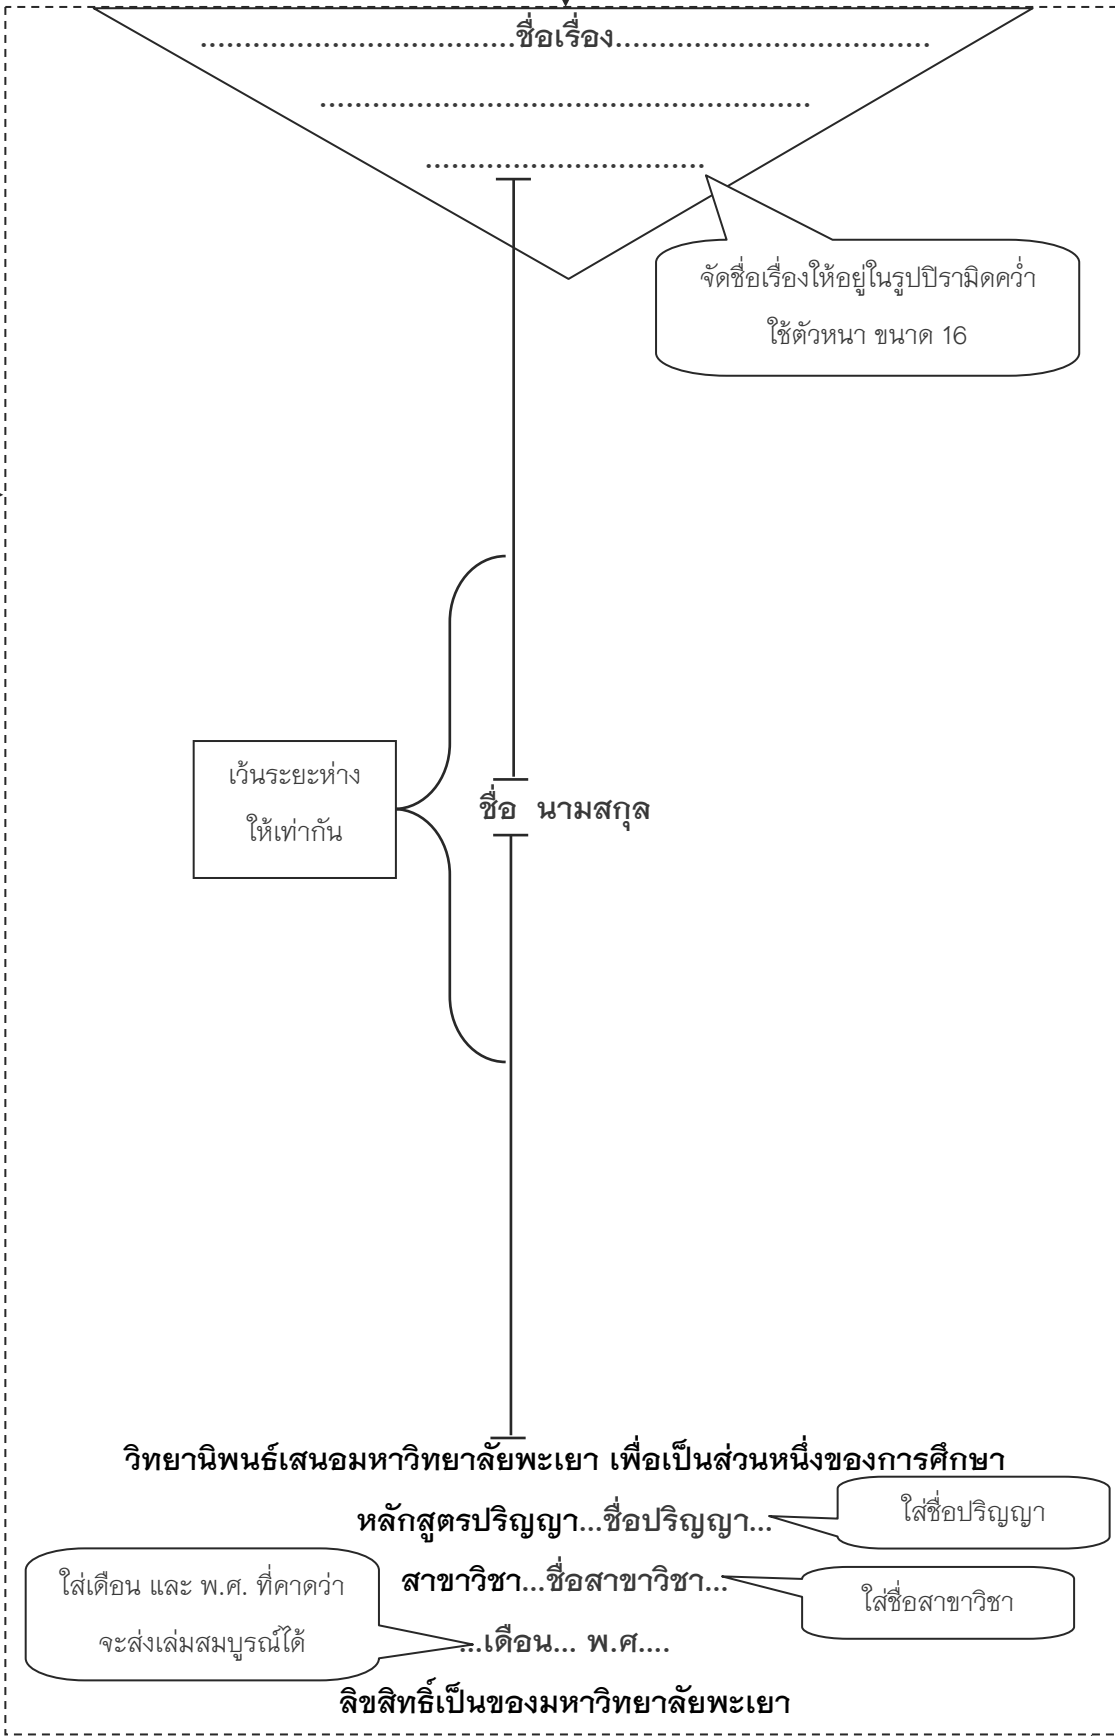 ....................................ชื่อเรื่อง....................................
........................................................
................................
จัดชื่อเรื่องให้อยู่ในรูปปิรามิดคว่ำ
ใช้ตัวหนา ขนาด 16
เว้นระยะห่าง
ให้เท่ากัน
ชื่อ นามสกุล
วิทยานิพนธ์เสนอมหาวิทยาลัยพะเยา เพื่อเป็นส่วนหนึ่งของการศึกษา
หลักสูตรปริญญา...ชื่อปริญญา...
ใส่ชื่อปริญญา
สาขาวิชา...ชื่อสาขาวิชา...
ใส่ชื่อสาขาวิชา
ใส่เดือน และ พ.ศ. ที่คาดว่า
จะส่งเล่มสมบูรณ์ได้
...เดือน... พ.ศ....
ลิขสิทธิ์เป็นของมหาวิทยาลัยพะเยา